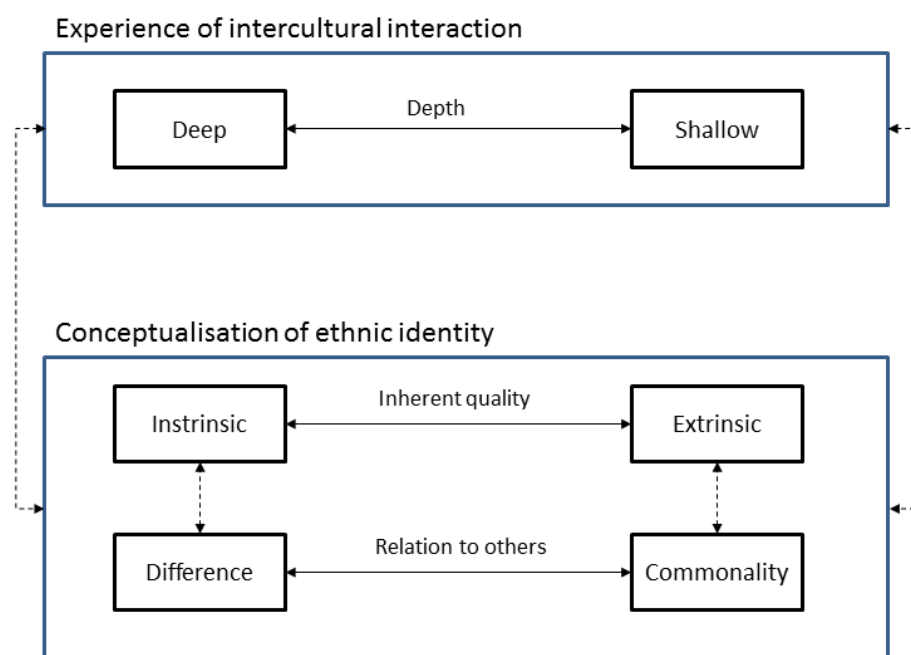 Experience of intercultural interaction
Depth
Deep
Shallow
Conceptualisation of ethnic identity
Inherent quality
Instrinsic
Extrinsic
Relation to others
Difference
Commonality